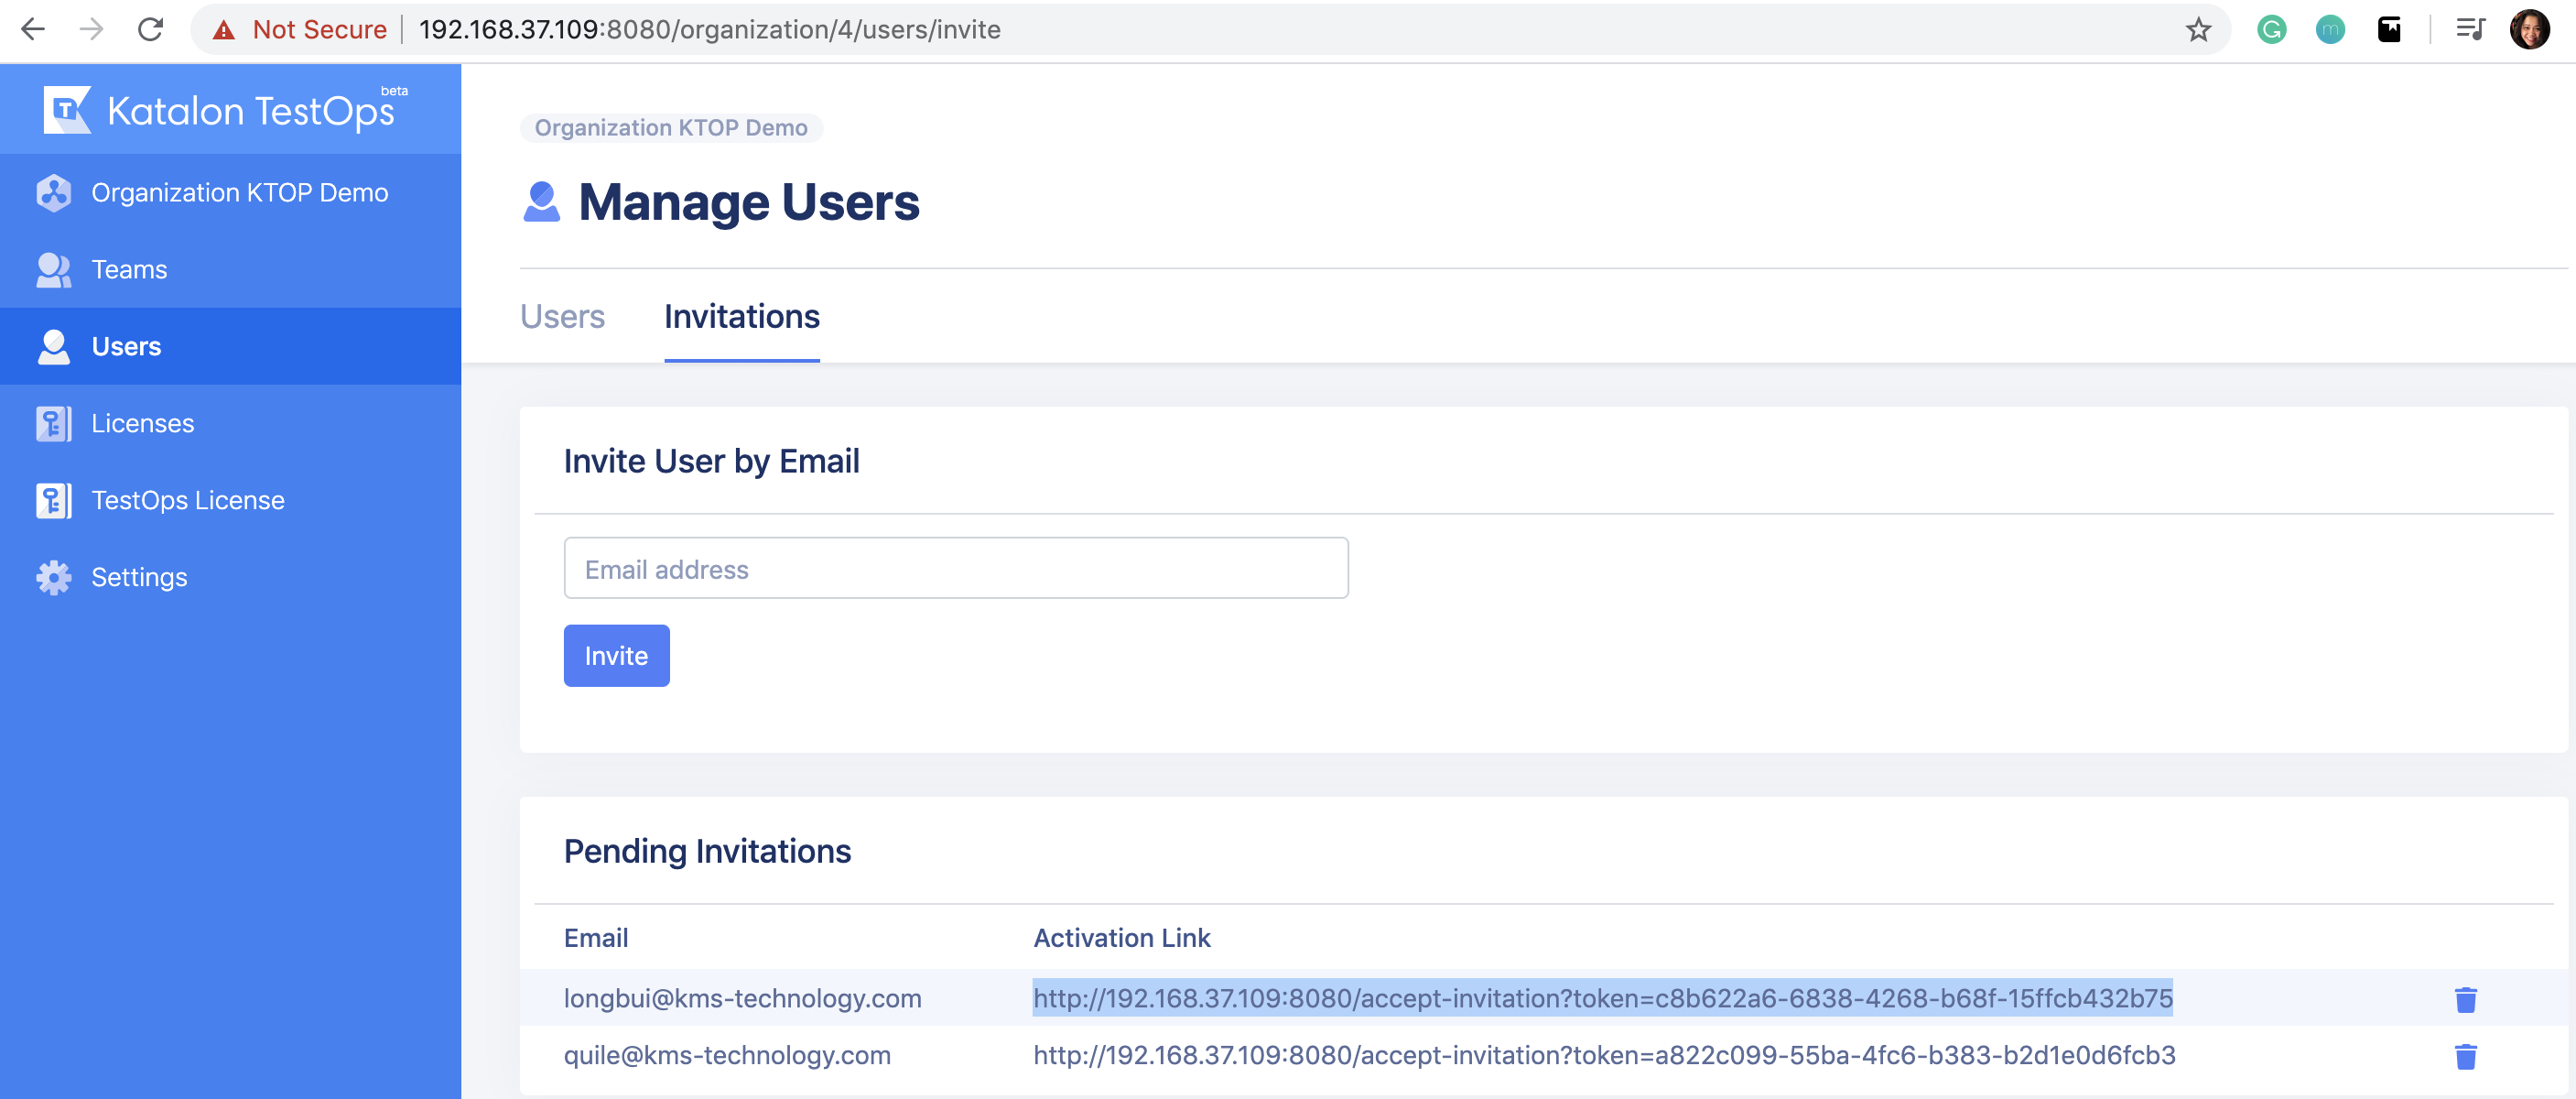 Not Secure 192.168.37.109:8080/organization/4/users/invite
G m
T Katalon TestOps beta
Organization KTOP Demo
Teams
Users
Licenses
TestOps License
Settings
Organization KTOP Demo
Manage Users
Users Invitations
Invite User by Email
Email address
Invite
Pending Invitations
Email Activation Link
longbui@kms-technology.com http://192.168.37.109:8080/accept-invitation?token=c8b622a6-6838-4268-b68f-15ffcb432b75
quile@kms-technology.com http://192.168.37.109:8080/accept-invitation?token=a822c099-55ba-4fc6-b383-b2d1e0d6fcb3